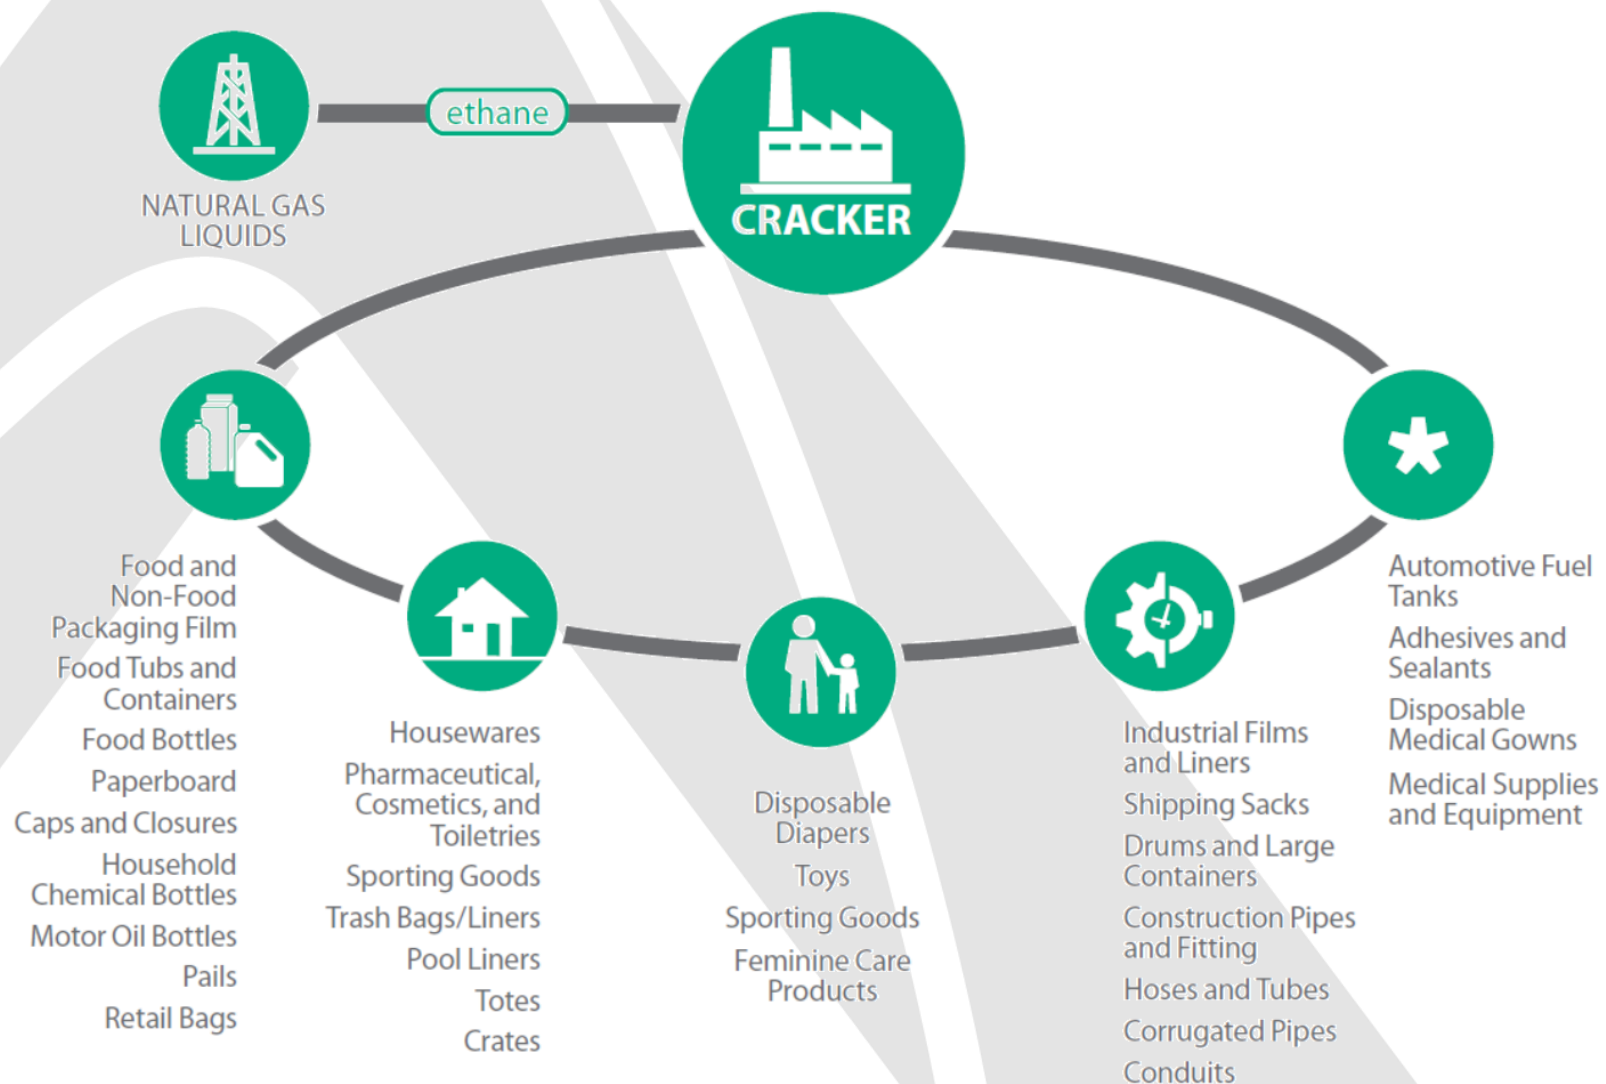 ethane
CRACKER
NATURAL GAS
LIQUIDS
Food and
Non-Food
Packaging Film
Food Tubs and
Containers
Food Bottles
Paperboard
Caps and Closures
Household
Chemical Bottles
Motor Oil Bottles
Pails
Retail Bags
Housewares
Pharmaceutical,
Cosmetics, and
Toiletries
Sporting Goods
Trash Bags/Liners
Pool Liners
Totes
Crates
Disposable
Diapers
Toys
Sporting Goods
Feminine Care
Products
Industrial Films
and Liners
Shipping Sacks
Drums and Large
Containers
Construction Pipes
and Fitting
Hoses and Tubes
Corrugated Pipes
Conduits
Automotive Fuel
Tanks
Adhesives and
Sealants
Disposable
Medical Gowns
Medical Supplies
and Equipment